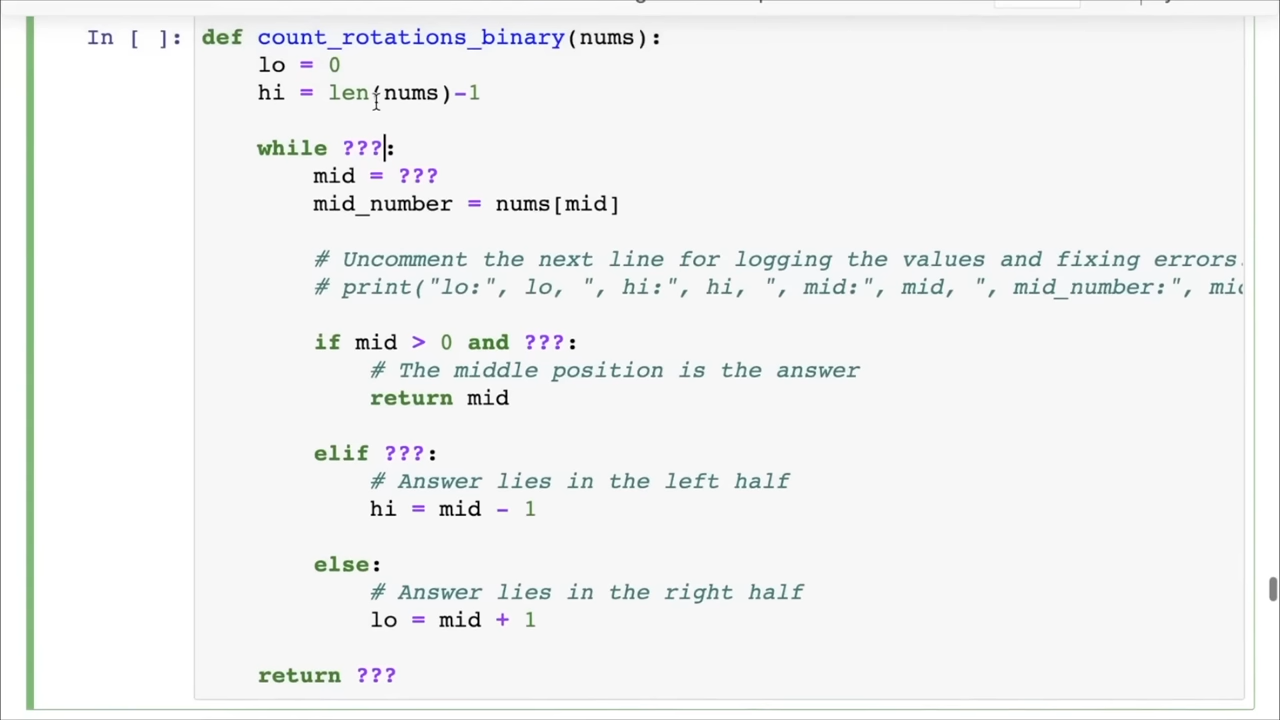 In [ ]: def count_rotations_binary(nums):
lo = 0
hi = len(nums)-1
while ???:
mid = ???
mid_number = nums[mid]
# Uncomment the next line for logging the values and fixing errors.
# print("lo:", lo, ", hi:", hi, ", mid:", mid, ", mid_number:",
if mid > 0 and ???:
# The middle position is the answer
return mid
elif ???:
# Answer lies in the left half
hi = mid - 1
else:
# Answer lies in the right half
lo = mid + 1
return ???